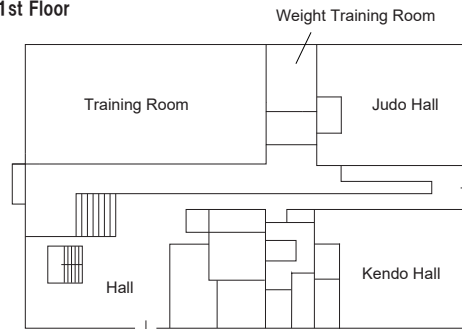 1st Floor
Weight Training Room
Training Room
Judo Hall
Hall
Kendo Hall